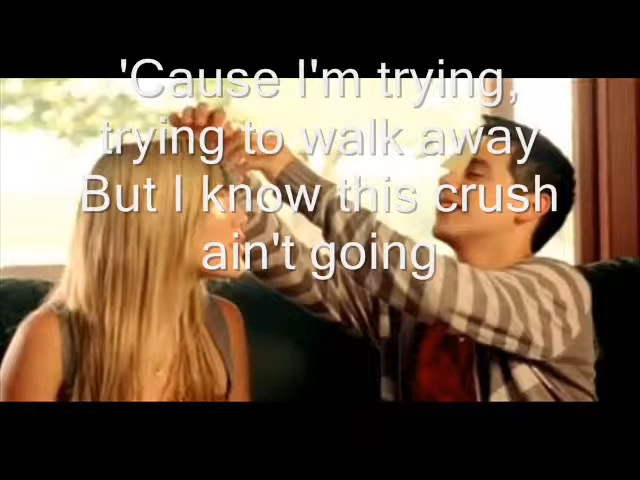 'Cause I'm trying,
trying to walk away
But I know this crush
ain't going